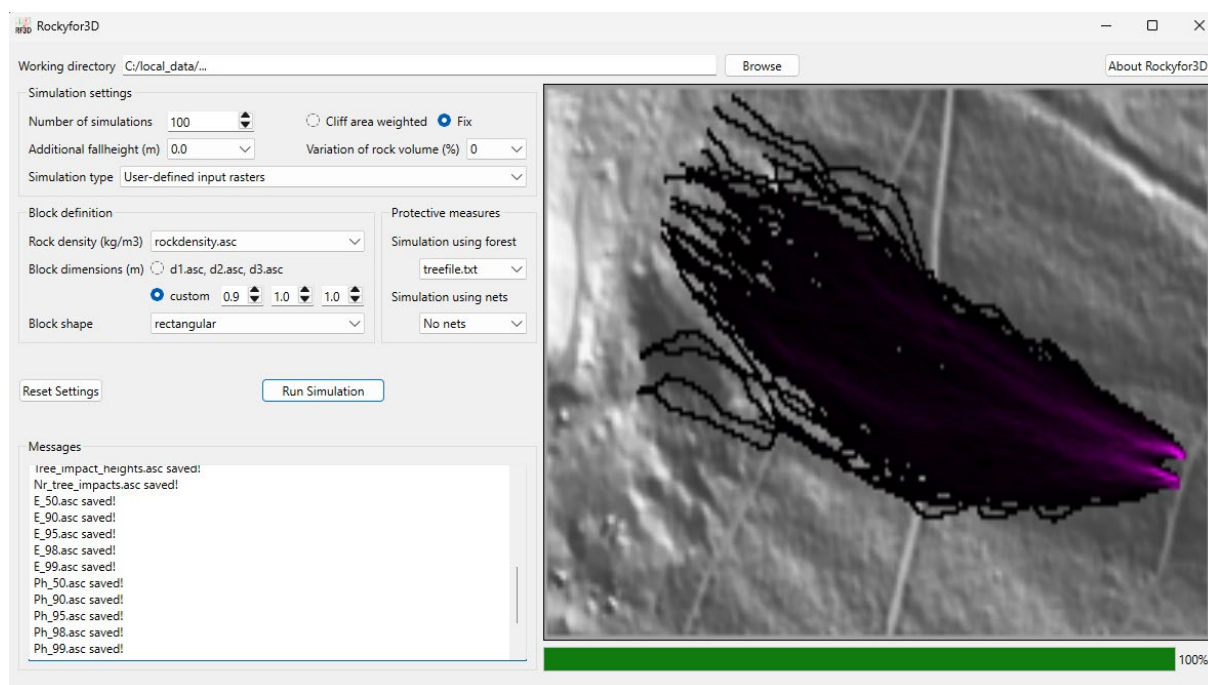 RF3D Rockyfor3D
Working directory C:/local_data/... Browse About Rockyfor3D
Simulation settings
Number of simulations 100 Cliff area weighted Fix
Additional fallheight (m) 0.0 Variation of rock volume (%) 0
Simulation type User-defined input rasters
Block definition Protective measures
Rock density (kg/m3) rockdensity.asc Simulation using forest
Block dimensions (m) d1.asc, d2.asc, d3.asc treefile.txt
custom 0.9 1.0 1.0 Simulation using nets
Block shape rectangular No nets
Reset Settings Run Simulation
Messages
Tree_impact_heights.asc saved!
Nr_tree_impacts.asc saved!
E_50.asc saved!
E_90.asc saved!
E_95.asc saved!
E_98.asc saved!
E_99.asc saved!
Ph_50.asc saved!
Ph_90.asc saved!
Ph_95.asc saved!
Ph_98.asc saved!
Ph_99.asc saved!
100%